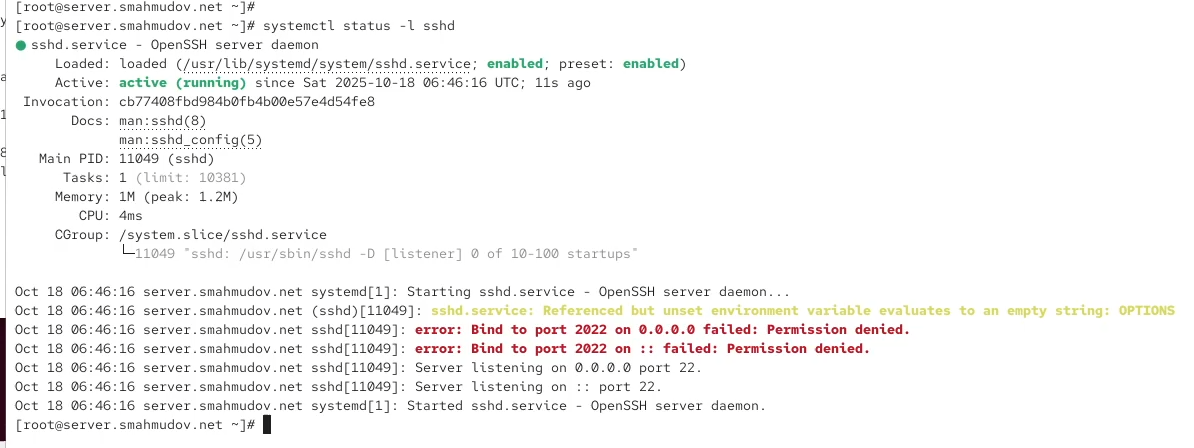 [root@server.smahmudov.net ~]#
[root@server.smahmudov.net ~]# systemctl status -l sshd
● sshd.service - OpenSSH server daemon
Loaded: loaded (/usr/lib/systemd/system/sshd.service; enabled; preset: enabled)
Active: active (running) since Sat 2025-10-18 06:46:16 UTC; 11s ago
Invocation: cb77408fbd984b0fb4b00e57e4d54fe8
Docs: man:sshd(8)
man:sshd_config(5)
Main PID: 11049 (sshd)
Tasks: 1 (limit: 10381)
Memory: 1M (peak: 1.2M)
CPU: 4ms
CGroup: /system.slice/sshd.service
└─11049 "sshd: /usr/sbin/sshd -D [listener] 0 of 10-100 startups"
Oct 18 06:46:16 server.smahmudov.net systemd[1]: Starting sshd.service - OpenSSH server daemon...
Oct 18 06:46:16 server.smahmudov.net (sshd)[11049]: sshd.service: Referenced but unset environment variable evaluates to an empty string: OPTIONS
Oct 18 06:46:16 server.smahmudov.net sshd[11049]: error: Bind to port 2022 on 0.0.0.0 failed: Permission denied.
Oct 18 06:46:16 server.smahmudov.net sshd[11049]: error: Bind to port 2022 on :: failed: Permission denied.
Oct 18 06:46:16 server.smahmudov.net sshd[11049]: Server listening on 0.0.0.0 port 22.
Oct 18 06:46:16 server.smahmudov.net sshd[11049]: Server listening on :: port 22.
Oct 18 06:46:16 server.smahmudov.net systemd[1]: Started sshd.service - OpenSSH server daemon.
[root@server.smahmudov.net ~]#